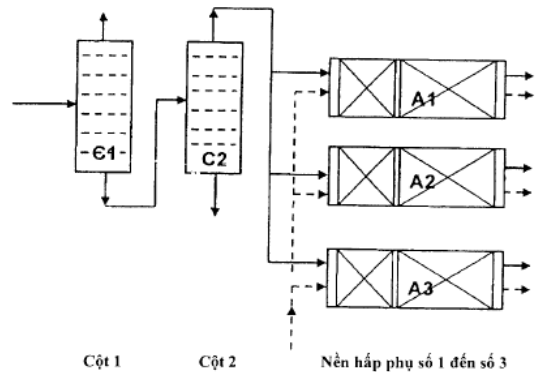 C1
C2
A1
A2
A3
Cột 1
Cột 2
Nền hấp phụ số 1 đến số 3